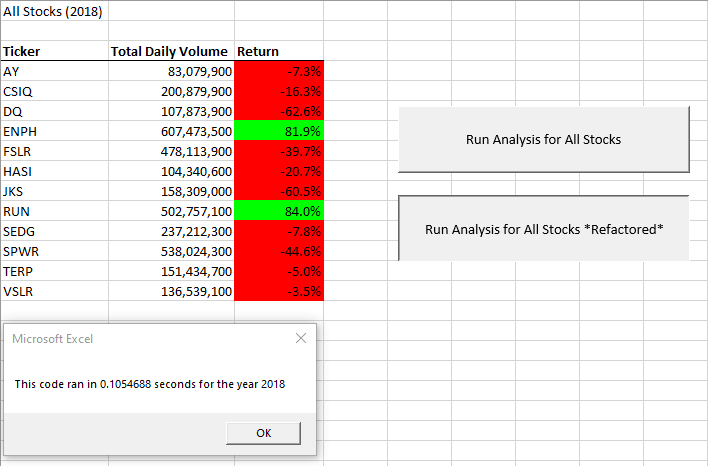 All Stocks (2018)
Ticker Total Daily Volume Return
AY 83,079,900 -7.3%
CSIQ 200,879,900 -16.3%
DQ 107,873,900 -62.6%
ENPH 607,473,500 81.9%
FSLR 478,113,900 -39.7%
HASI 104,340,600 -20.7%
JKS 158,309,000 -60.5%
RUN 502,757,100 84.0%
SEDG 237,212,300 -7.8%
SPWR 538,024,300 -44.6%
TERP 151,434,700 -5.0%
VSLR 136,539,100 -3.5%
Run Analysis for All Stocks
Run Analysis for All Stocks *Refactored*
Microsoft Excel
This code ran in 0.1054688 seconds for the year 2018
OK